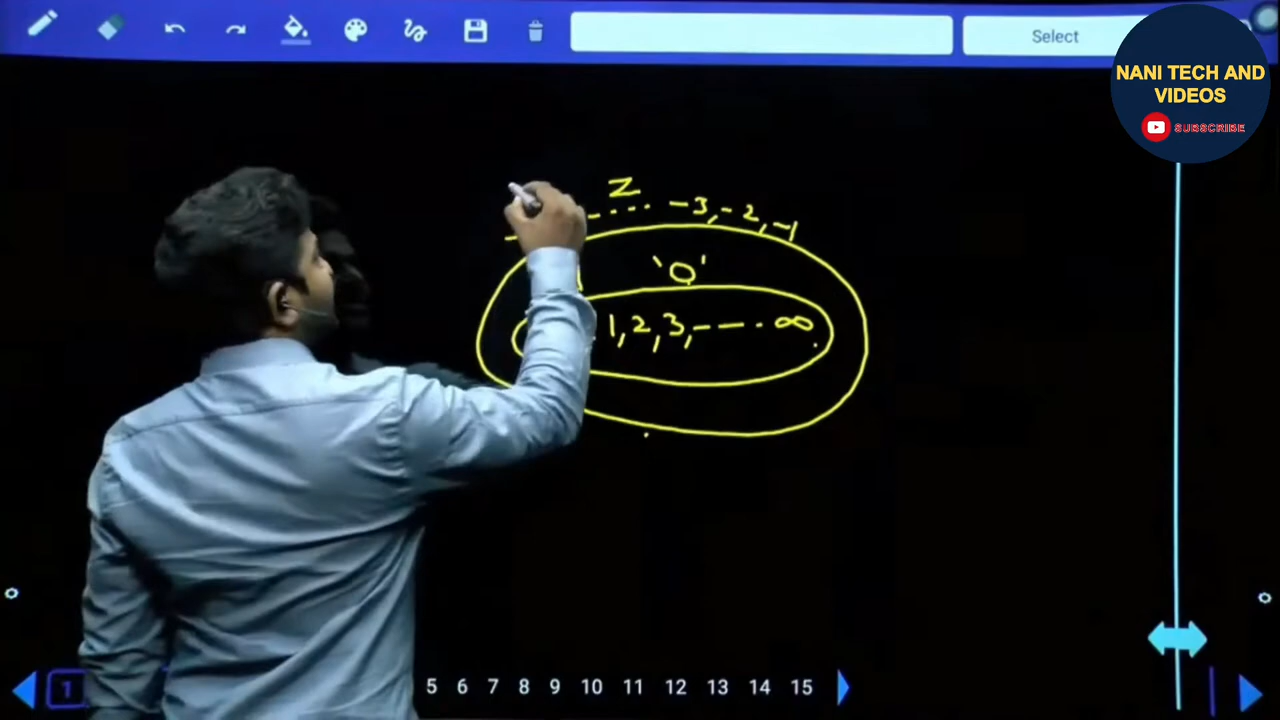 Select
NANI TECH AND
VIDEOS
SUBSCRIBE
Z
.... -3, -2, -1
'0'
1, 2, 3, - - - . ∞
1 5 6 7 8 9 10 11 12 13 14 15